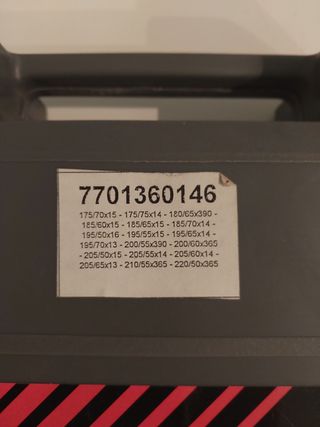 7701360146
175/70x15 - 175/75x14 - 180/65x390 -
185/60x15 - 185/65x15 - 185/70x14 -
195/50x16 - 195/55x15 - 195/65x14 -
195/70x13 - 200/55x390 - 200/60x365
- 205/50x15 - 205/55x14 - 205/60x14 -
205/65x13 - 210/55x365 - 220/50x365